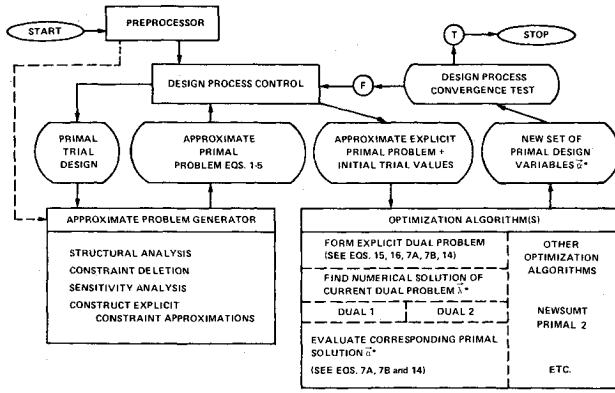 START
PREPROCESSOR
T
STOP
DESIGN PROCESS CONTROL
F
DESIGN PROCESS
CONVERGENCE TEST
PRIMAL
TRIAL
DESIGN
APPROXIMATE
PRIMAL
PROBLEM EQS. 1-5
APPROXIMATE EXPLICIT
PRIMAL PROBLEM +
INITIAL TRIAL VALUES
NEW SET OF
PRIMAL DESIGN
VARIABLES α⃗*
APPROXIMATE PROBLEM GENERATOR
STRUCTURAL ANALYSIS
CONSTRAINT DELETION
SENSITIVITY ANALYSIS
CONSTRUCT EXPLICIT
CONSTRAINT APPROXIMATIONS
OPTIMIZATION ALGORITHM(S)
FORM EXPLICIT DUAL PROBLEM
(SEE EQS. 15, 16, 7A, 7B, 14)
FIND NUMERICAL SOLUTION OF
CURRENT DUAL PROBLEM λ⃗*
DUAL 1
DUAL 2
EVALUATE CORRESPONDING PRIMAL
SOLUTION α⃗*
(SEE EQS. 7A, 7B and 14)
OTHER
OPTIMIZATION
ALGORITHMS
NEWSUMT
PRIMAL 2
ETC.